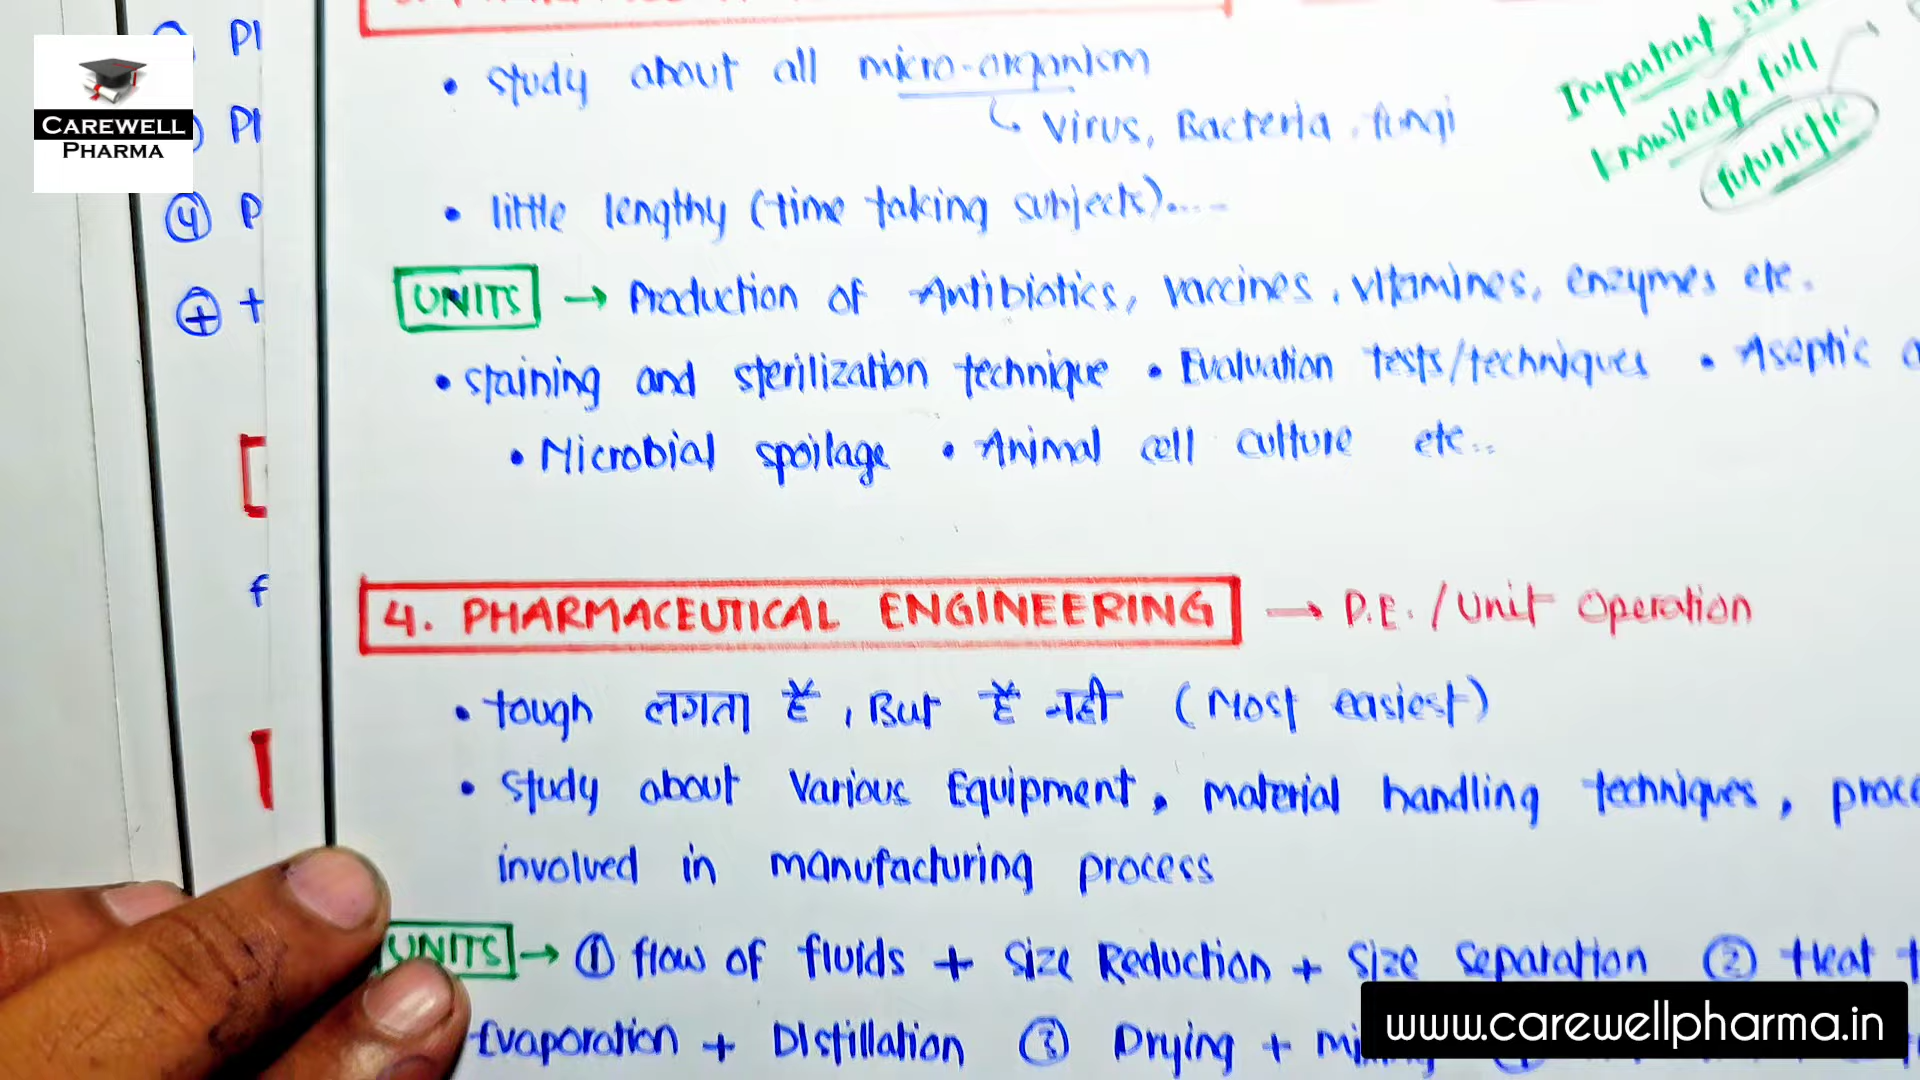 Pl
CAREWELL
PHARMA
Pl
④ P
+ t
f
• study about all micro-organism
↳ Virus, Bacteria, fungi
Important
knowledge full
futuristic
• little lengthy (time taking subjects)....-
UNITS → Production of Antibiotics, vaccines, vitamines, enzymes etc.
• staining and sterilization technique • Evaluation tests/techniques • Aseptic
• Microbial spoilage • Animal cell culture etc..
4. PHARMACEUTICAL ENGINEERING → P.E. / Unit Operation
• tough लगता है, But है नही (Most easiest)
• study about Various Equipment, material handling techniques, proce
involved in manufacturing process
UNITS → ① flow of fluids + size Reduction + size separation ② Heat t
Evaporation + Distillation ③ Drying +
www.carewellpharma.in